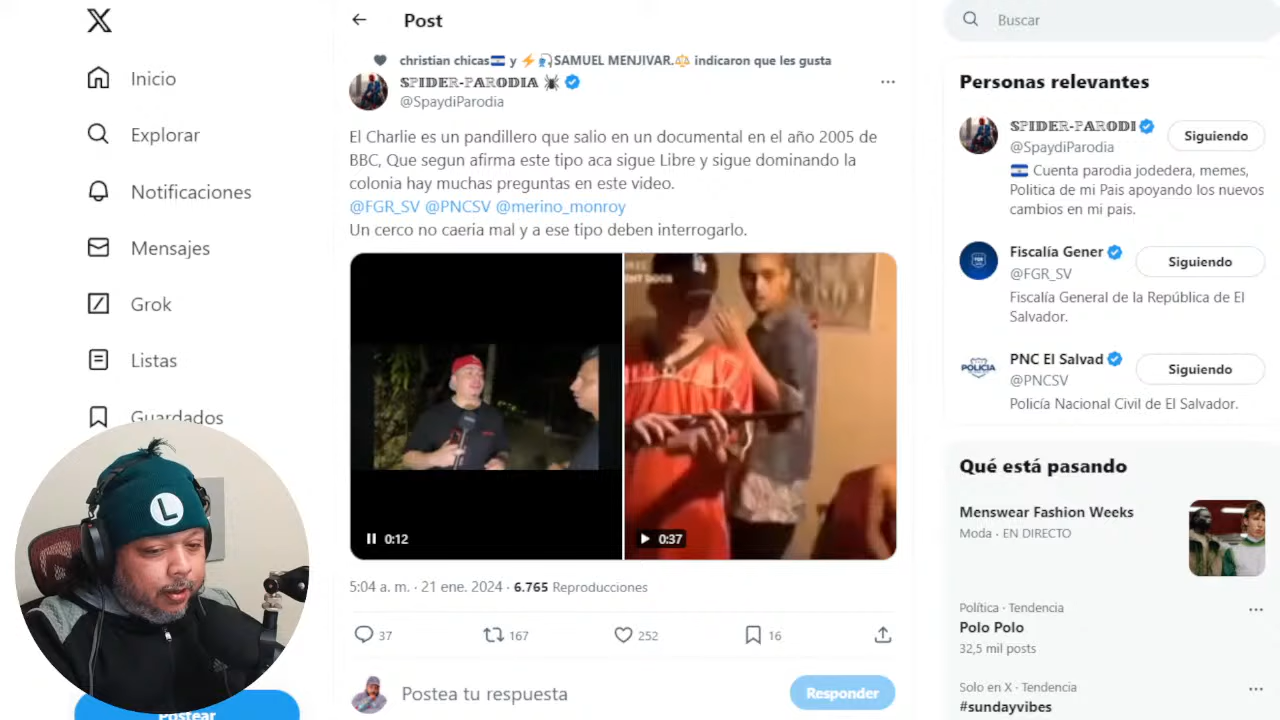 Post
Buscar
Inicio
Explorar
Notificaciones
Mensajes
Grok
Listas
Guardados
Postear
L
christian chicas🇸🇻 y ⚡🎣SAMUEL MENJIVAR.⚖️ indicaron que les gusta
𝕊ℙ𝕀𝔻𝔼ℝ-ℙ𝔸ℝ𝕆𝔻𝕀𝔸 🕷
@SpaydiParodia
El Charlie es un pandillero que salio en un documental en el año 2005 de
BBC, Que segun afirma este tipo aca sigue Libre y sigue dominando la
colonia hay muchas preguntas en este video.
@FGR_SV @PNCSV @merino_monroy
Un cerco no caeria mal y a ese tipo deben interrogarlo.
0:12
0:37
5:04 a. m. · 21 ene. 2024 · 6.765 Reproducciones
37 167 252 16
Postea tu respuesta
Responder
Personas relevantes
𝕊ℙ𝕀𝔻𝔼ℝ-ℙ𝔸ℝ𝕆𝔻𝕀
@SpaydiParodia
Siguiendo
🇸🇻 Cuenta parodia jodedera, memes,
Politica de mi Pais apoyando los nuevos
cambios en mi pais.
Fiscalía Gener
@FGR_SV
Siguiendo
Fiscalía General de la República de El
Salvador.
POLICIA
PNC El Salvad
@PNCSV
Siguiendo
Policía Nacional Civil de El Salvador.
Qué está pasando
Menswear Fashion Weeks
Moda · EN DIRECTO
Política · Tendencia
Polo Polo
32,5 mil posts
Solo en X · Tendencia
#sundayvibes